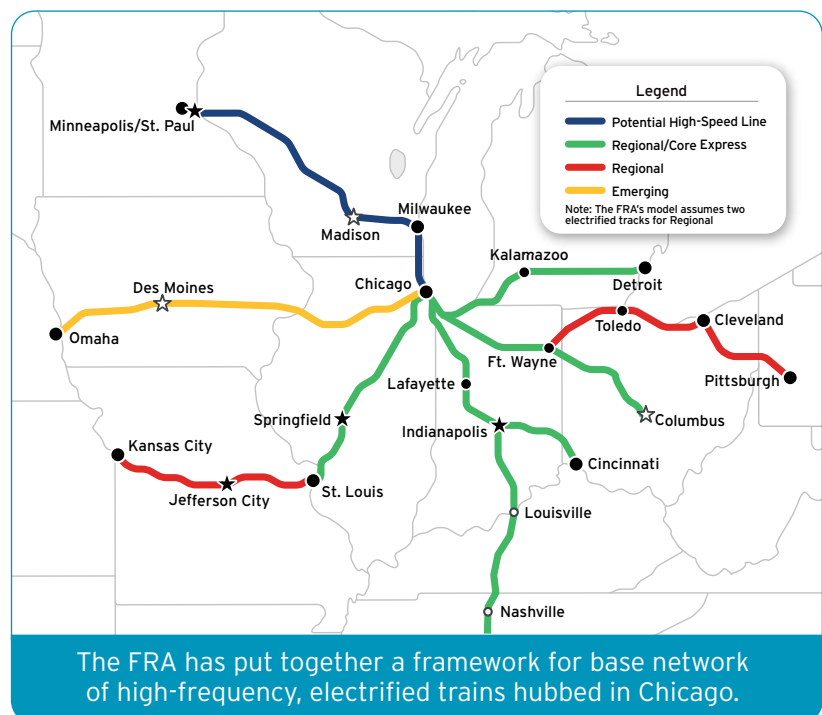 Legend
Potential High-Speed Line
Regional/Core Express
Regional
Emerging
Note: The FRA's model assumes two
electrified tracks for Regional
Minneapolis/St. Paul
Madison
Milwaukee
Kalamazoo
Detroit
Des Moines
Chicago
Omaha
Toledo
Cleveland
Ft. Wayne
Pittsburgh
Lafayette
Springfield
Columbus
Indianapolis
Kansas City
Cincinnati
Jefferson City
St. Louis
Louisville
Nashville
The FRA has put together a framework for base network
of high-frequency, electrified trains hubbed in Chicago.